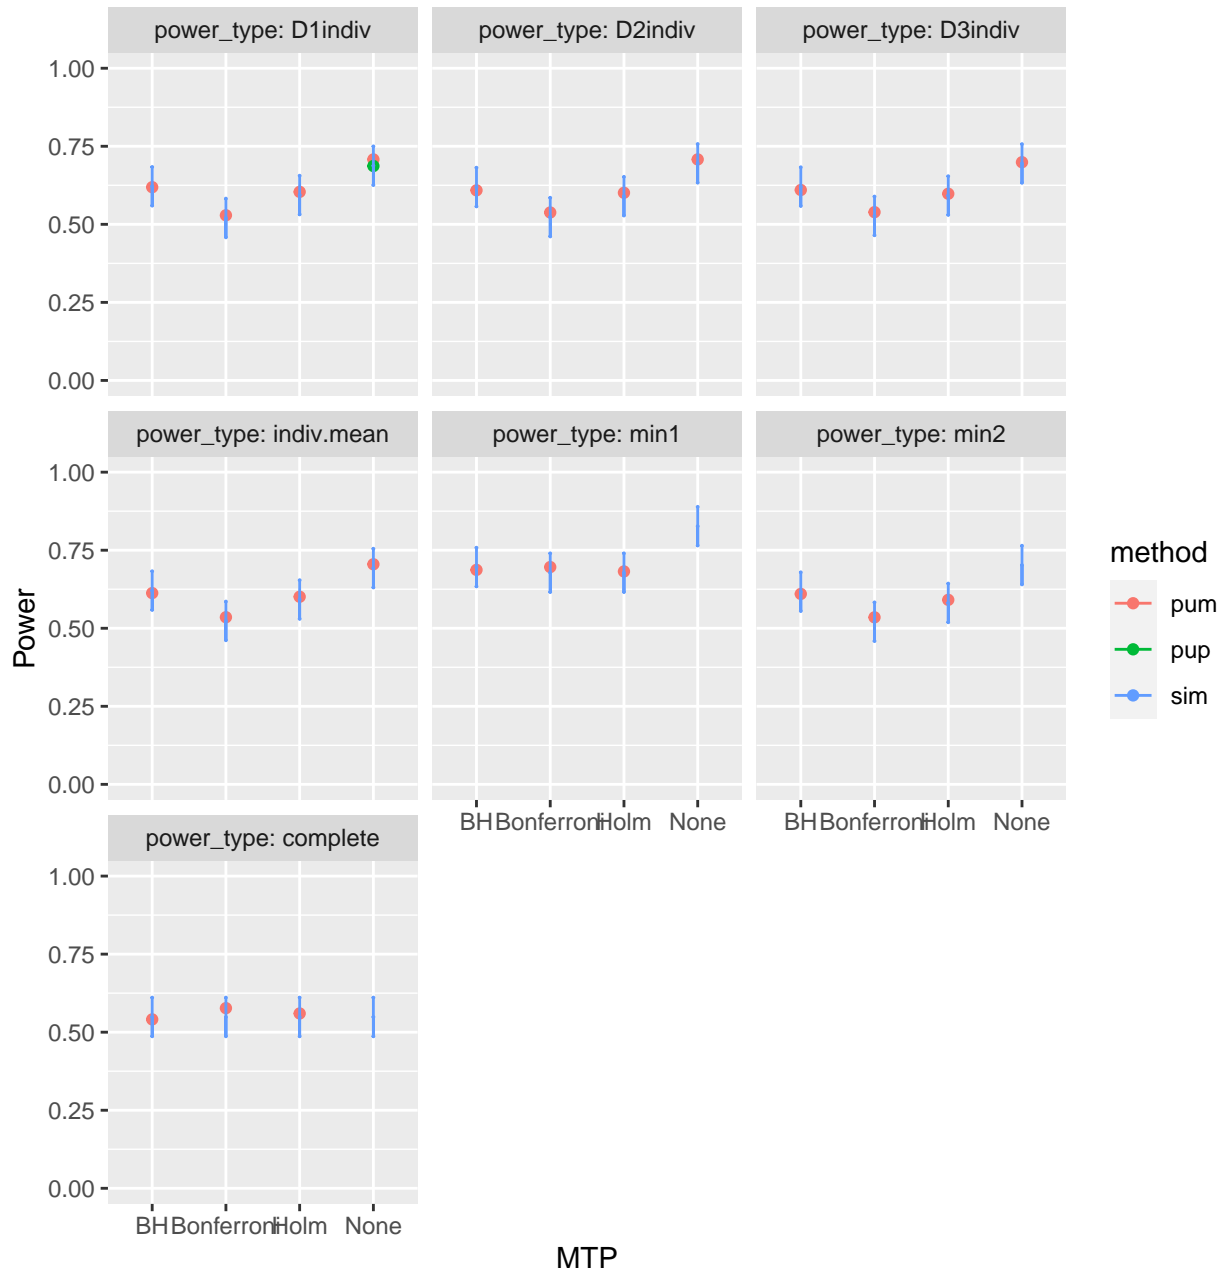 power_type: D1indiv
power_type: D2indiv
power_type: D3indiv
1.00
0.75
0.50
0.25
0.00
power_type: indiv.mean
power_type: min1
power_type: min2
1.00
0.75
0.50
0.25
0.00
BH Bonferroni Holm None
BH Bonferroni Holm None
power_type: complete
1.00
0.75
0.50
0.25
0.00
BH Bonferroni Holm None
Power
MTP
method
pum
pup
sim